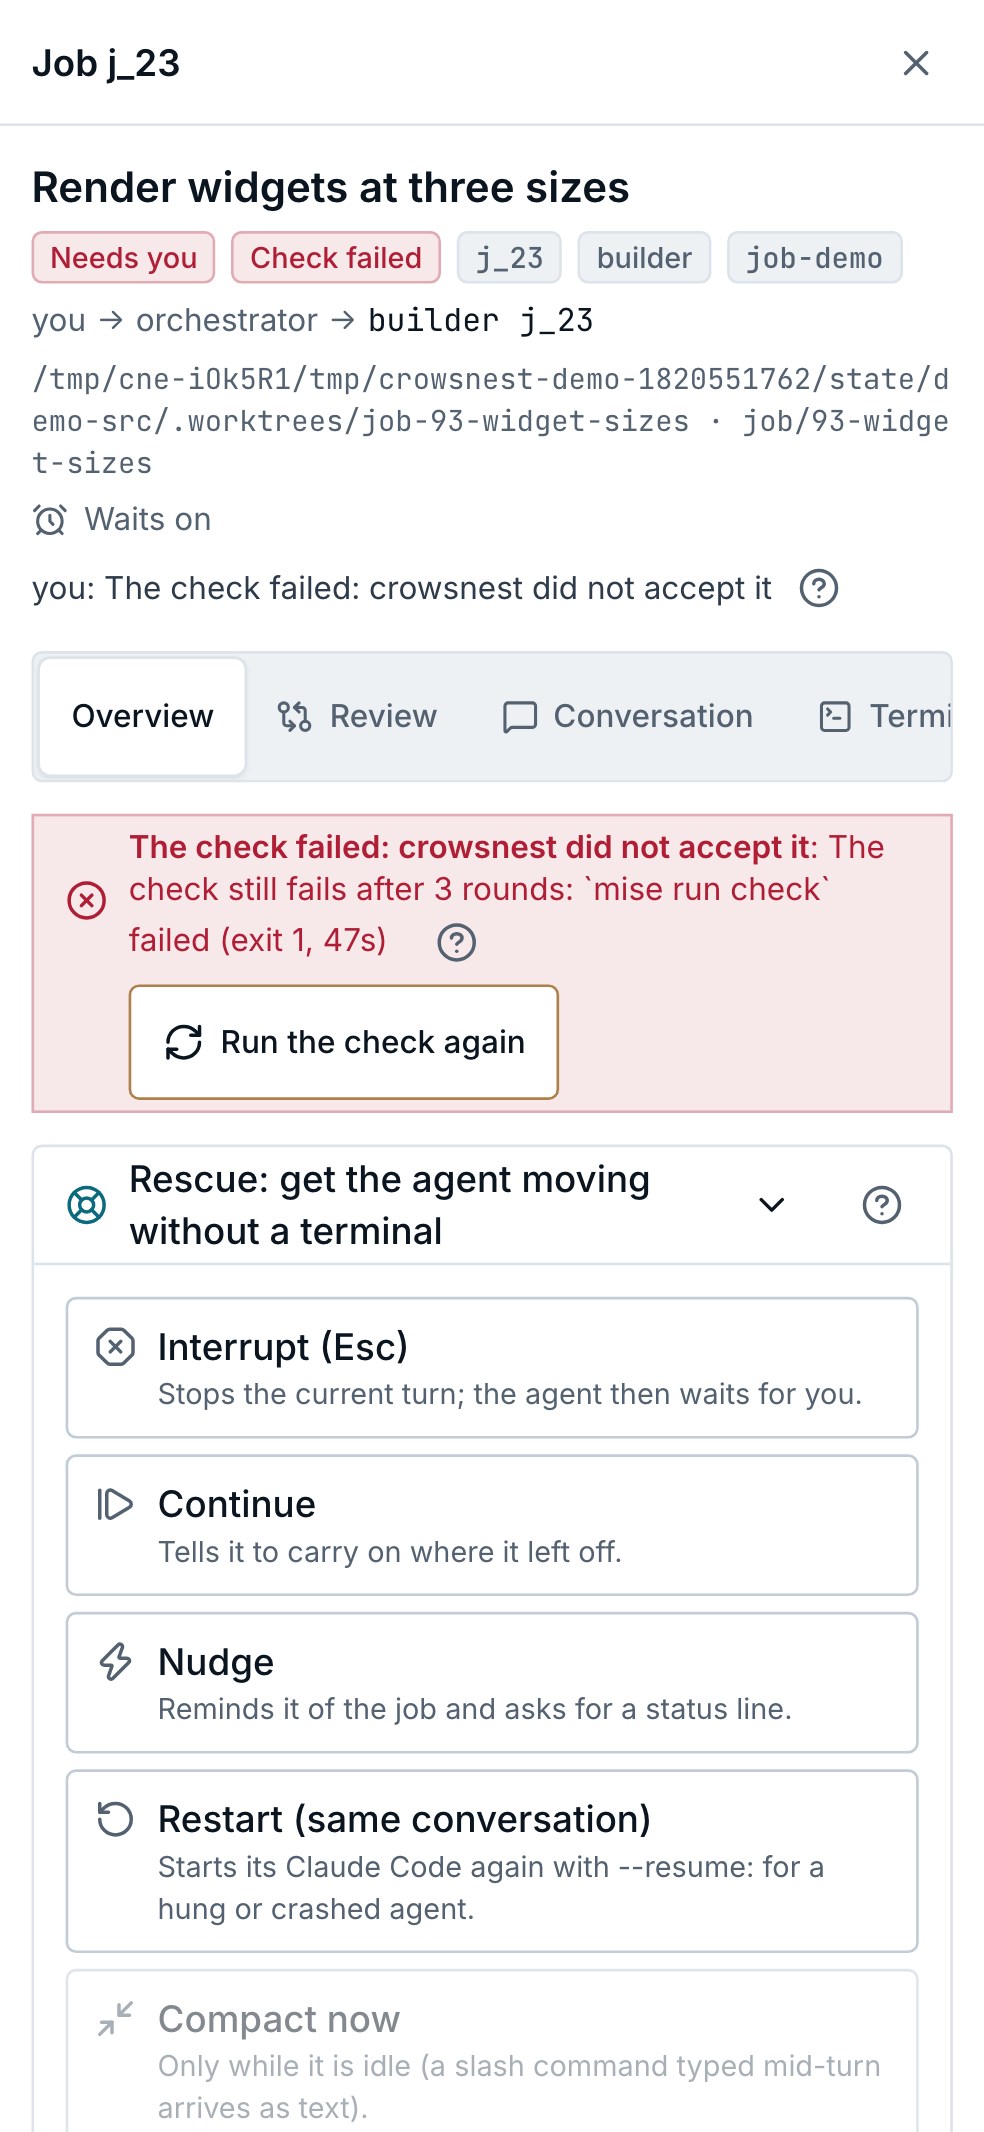 Job j_23
Render widgets at three sizes
Needs you
Check failed
j_23
builder
job-demo
you → orchestrator → builder j_23
/tmp/cne-iOk5R1/tmp/crowsnest-demo-1820551762/state/d
emo-src/.worktrees/job-93-widget-sizes · job/93-widge
t-sizes
Waits on
you: The check failed: crowsnest did not accept it
Overview
Review
Conversation
Termi
The check failed: crowsnest did not accept it: The
check still fails after 3 rounds: `mise run check`
failed (exit 1, 47s)
Run the check again
Rescue: get the agent moving
without a terminal
Interrupt (Esc)
Stops the current turn; the agent then waits for you.
Continue
Tells it to carry on where it left off.
Nudge
Reminds it of the job and asks for a status line.
Restart (same conversation)
Starts its Claude Code again with --resume: for a
hung or crashed agent.
Compact now
Only while it is idle (a slash command typed mid-turn
arrives as text).